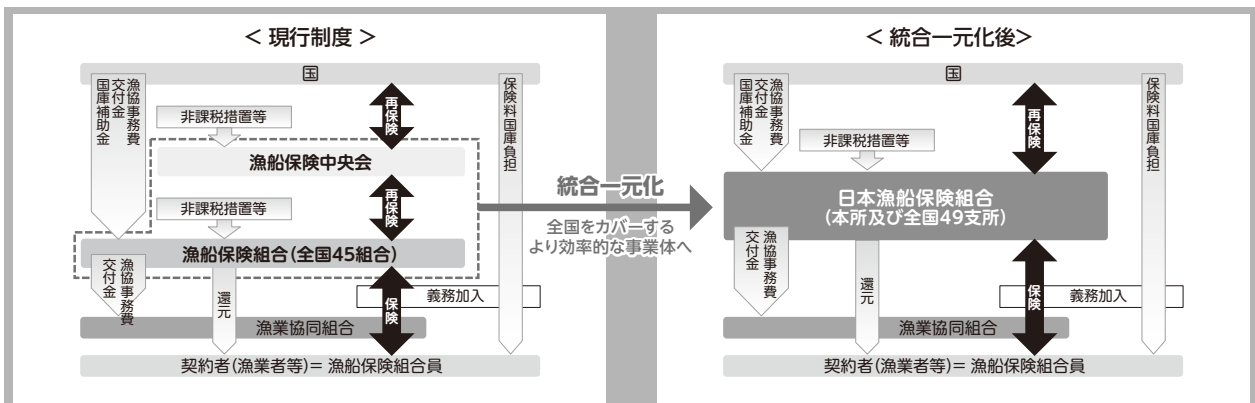 ＜ 現行制度 ＞
国
漁協事務費
交付金
国庫補助金
非課税措置等
再保険
保険料国庫負担
漁船保険中央会
再保険
非課税措置等
漁船保険組合（全国45組合）
漁協事務費
交付金
還元
保険
義務加入
漁業協同組合
契約者（漁業者等）＝ 漁船保険組合員
統合一元化
全国をカバーする
より効率的な事業体へ
＜ 統合一元化後＞
国
漁協事務費
交付金
国庫補助金
非課税措置等
再保険
保険料国庫負担
日本漁船保険組合
（本所及び全国49支所）
漁協事務費
交付金
還元
保険
義務加入
漁業協同組合
契約者（漁業者等）＝ 漁船保険組合員